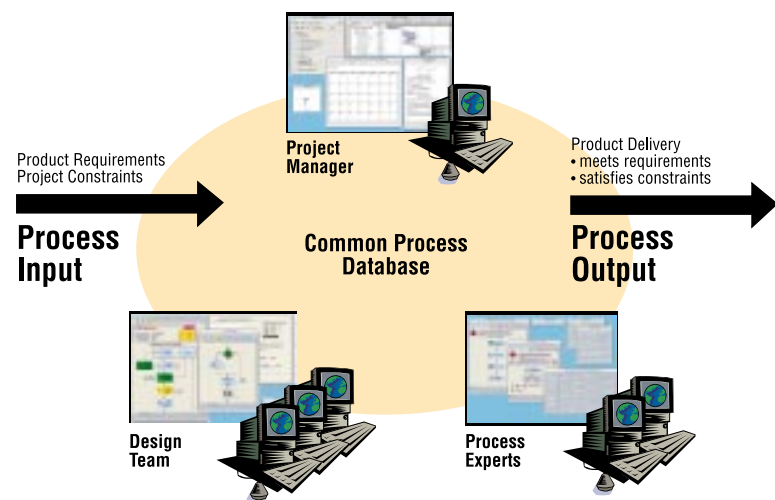 Project
Manager
Product Requirements
Project Constraints
Process
Input
Product Delivery
• meets requirements
• satisfies constraints
Process
Output
Common Process
Database
Design
Team
Process
Experts